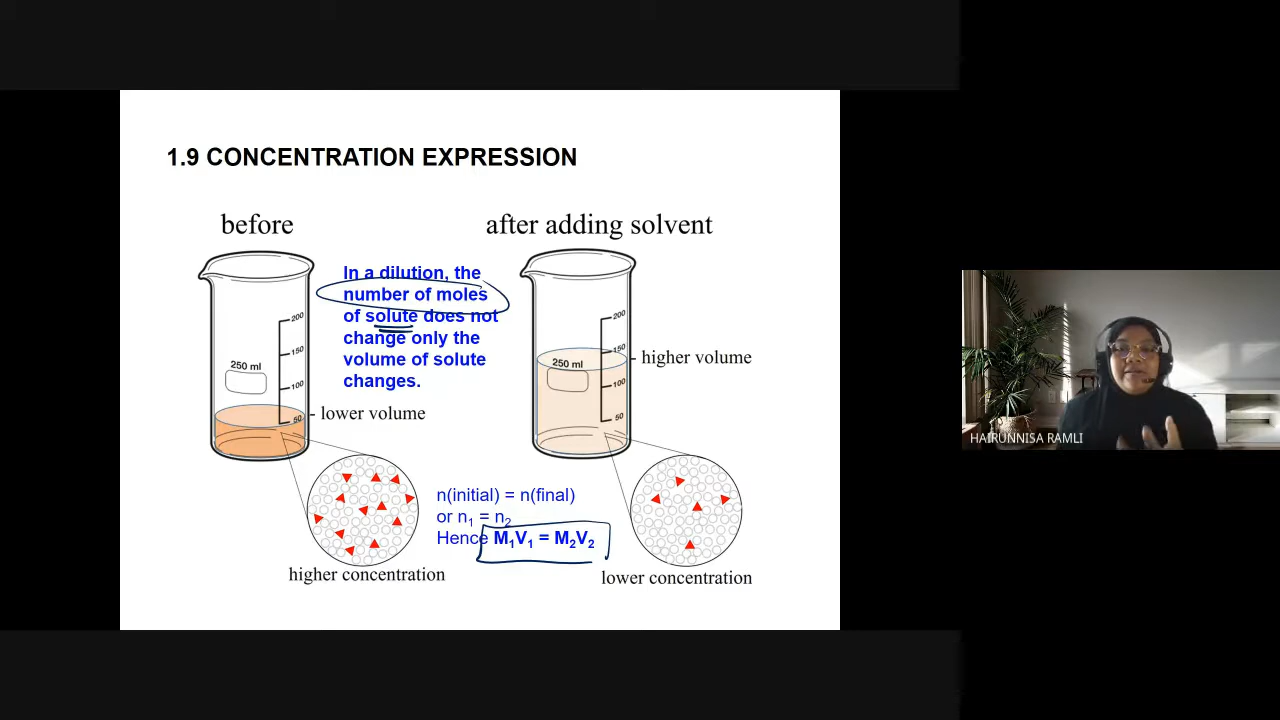 1.9 CONCENTRATION EXPRESSION
before
after adding solvent
In a dilution, the
number of moles
of solute does not
change only the
volume of solute
changes.
200
150
250 ml
100
50
lower volume
200
150
250 ml
100
50
higher volume
n(initial) = n(final)
or n₁ = n₂
Hence M₁V₁ = M₂V₂
higher concentration
lower concentration
HAIRUNNISA RAMLI